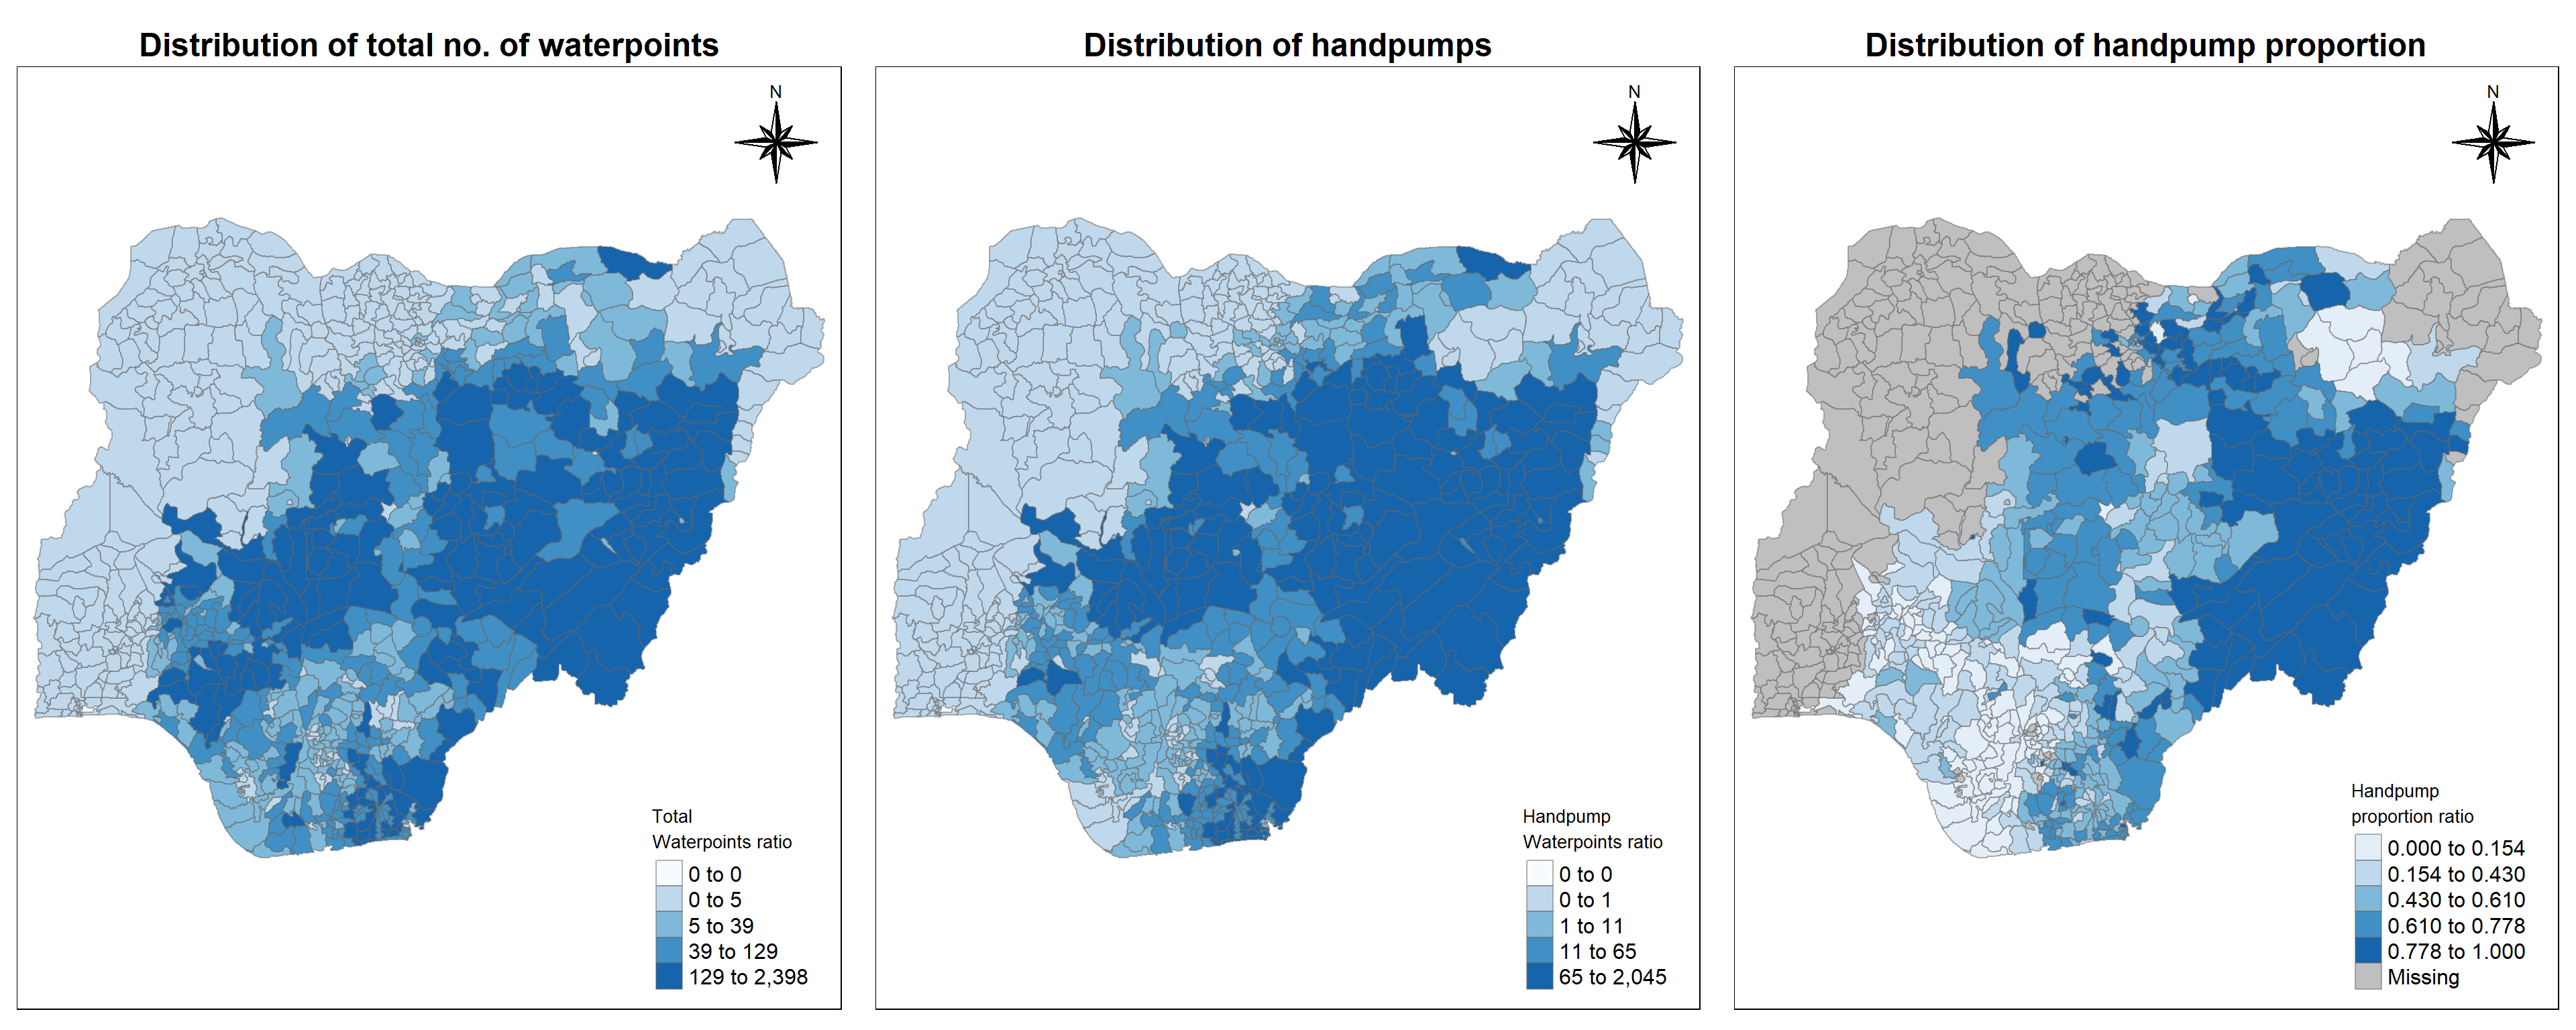 Distribution of total no. of waterpoints
N
Total
Waterpoints ratio
0 to 0
0 to 5
5 to 39
39 to 129
129 to 2,398
Distribution of handpumps
N
Handpump
Waterpoints ratio
0 to 0
0 to 1
1 to 11
11 to 65
65 to 2,045
Distribution of handpump proportion
N
Handpump
proportion ratio
0.000 to 0.154
0.154 to 0.430
0.430 to 0.610
0.610 to 0.778
0.778 to 1.000
Missing